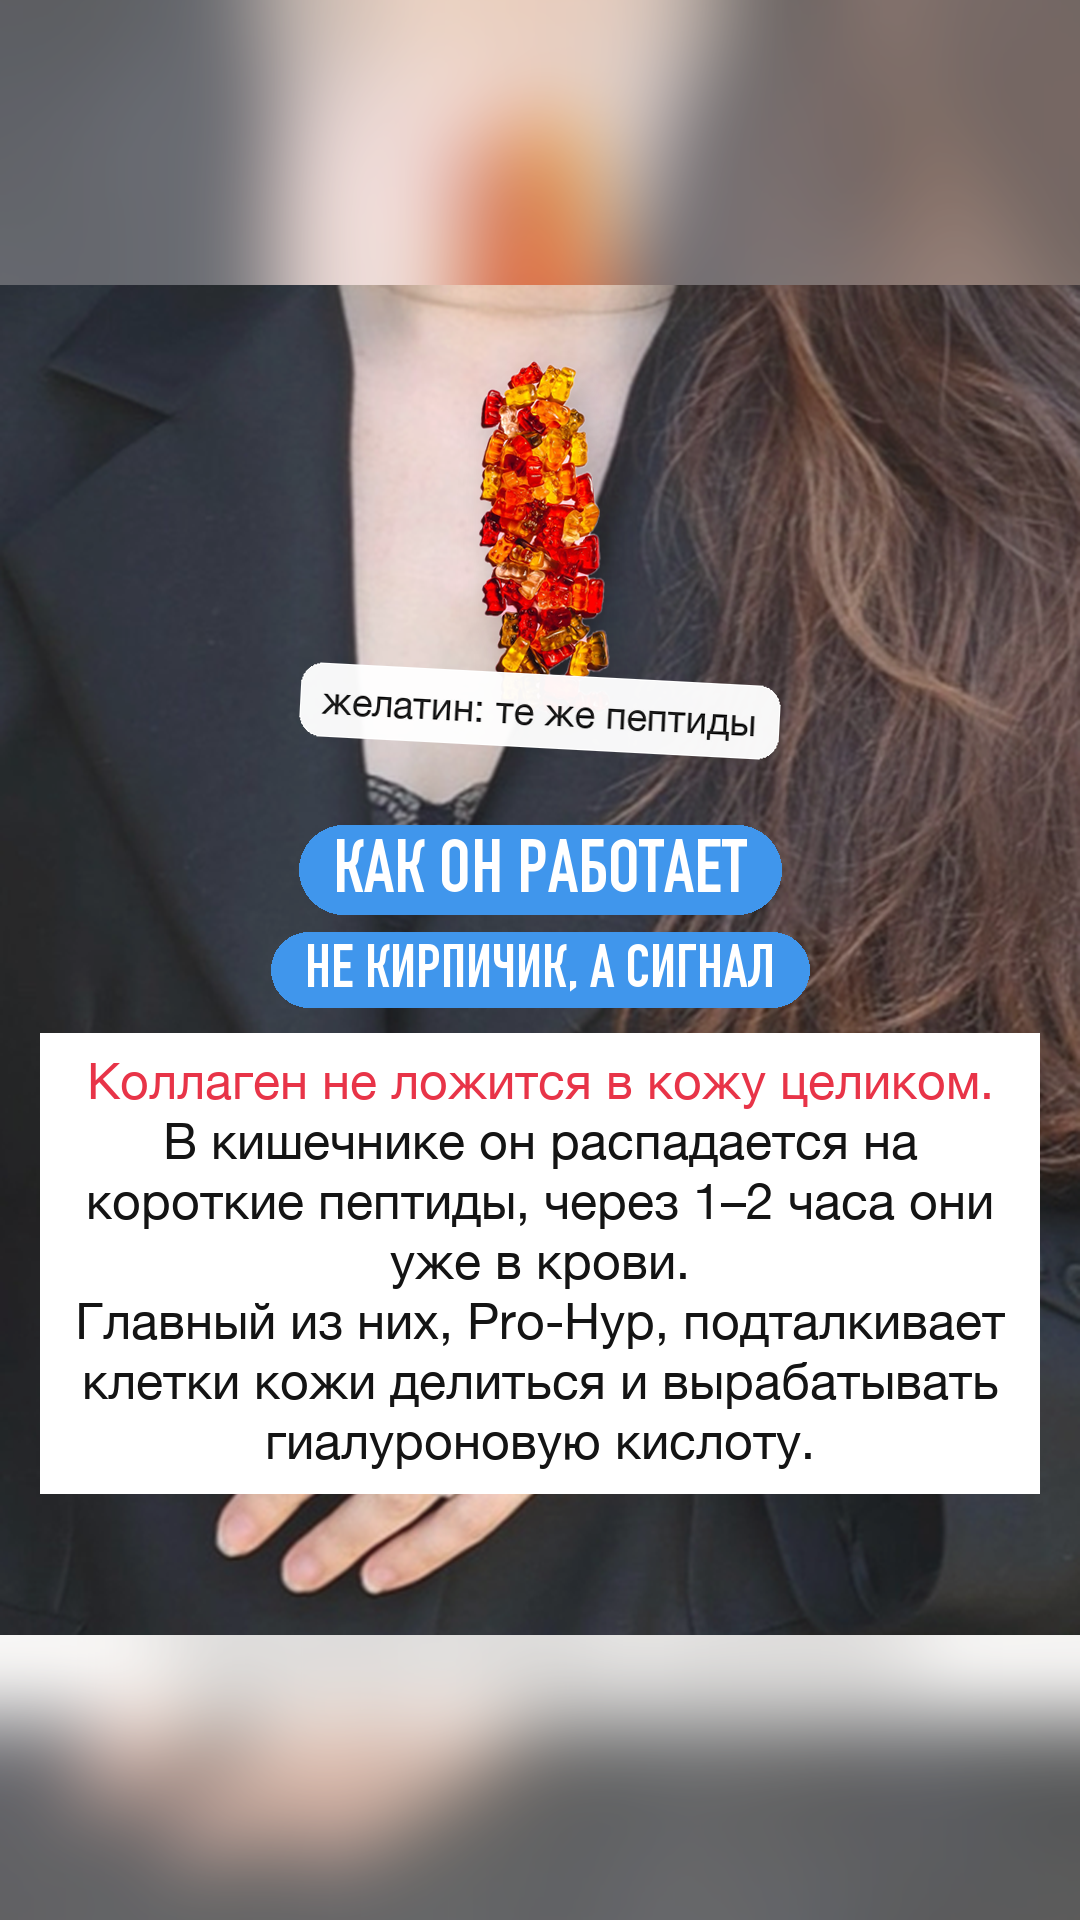 желатин: те же пептиды
КАК ОН РАБОТАЕТ
НЕ КИРПИЧИК, А СИГНАЛ
Коллаген не ложится в кожу целиком.
В кишечнике он распадается на
короткие пептиды, через 1–2 часа они
уже в крови.
Главный из них, Pro-Hyp, подталкивает
клетки кожи делиться и вырабатывать
гиалуроновую кислоту.